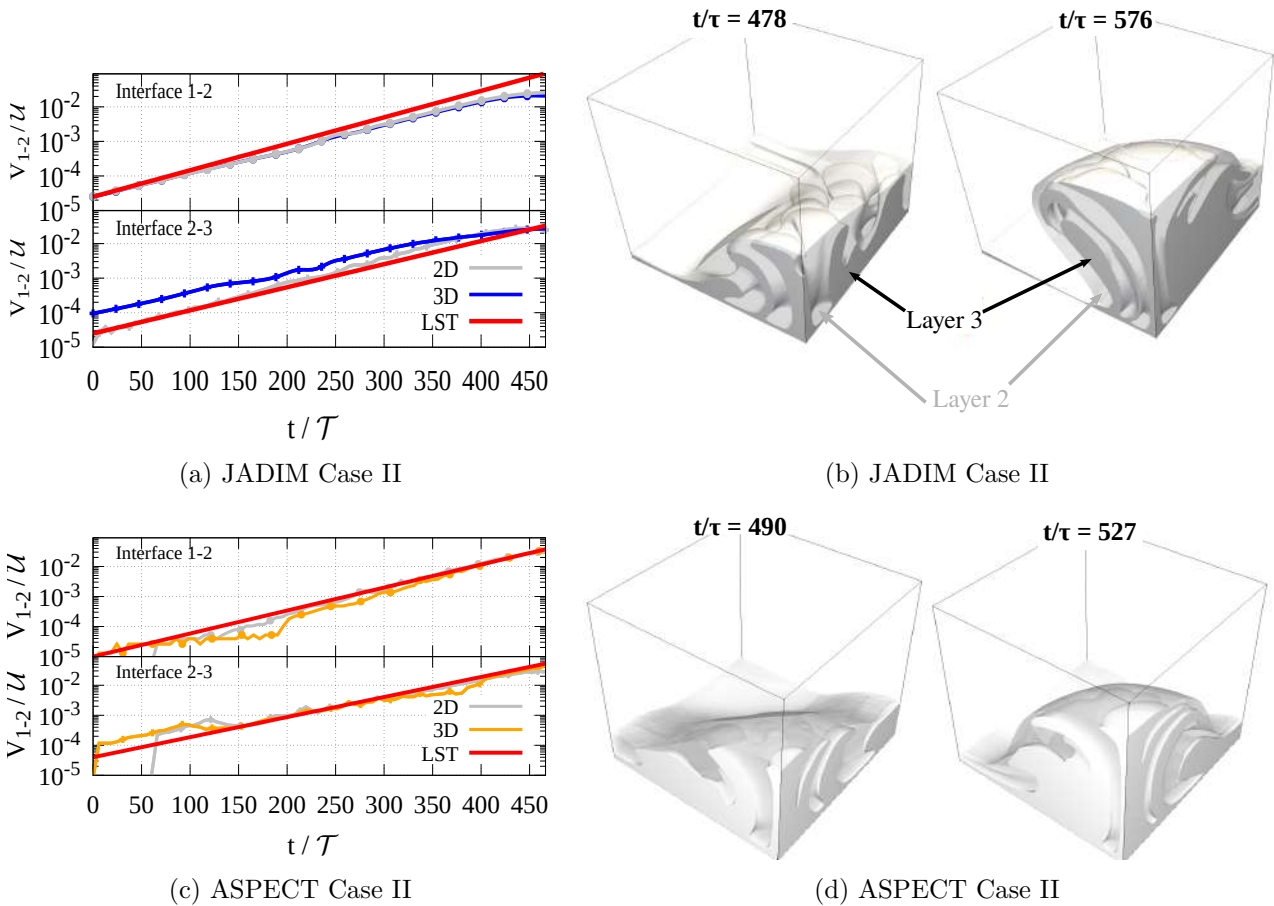 Interface 1-2
10⁻²
10⁻³
10⁻⁴
10⁻⁵
V₁₋₂ / 𝒰
Interface 2-3
10⁻²
10⁻³
10⁻⁴
10⁻⁵
V₁₋₂ / 𝒰
2D
3D
LST
0 50 100 150 200 250 300 350 400 450
t / 𝒯
(a) JADIM Case II
t/τ = 478
t/τ = 576
Layer 3
Layer 2
(b) JADIM Case II
Interface 1-2
10⁻²
10⁻³
10⁻⁴
10⁻⁵
V₁₋₂ / 𝒰
Interface 2-3
10⁻²
10⁻³
10⁻⁴
10⁻⁵
V₁₋₂ / 𝒰
2D
3D
LST
0 50 100 150 200 250 300 350 400 450
t / 𝒯
(c) ASPECT Case II
t/τ = 490
t/τ = 527
(d) ASPECT Case II